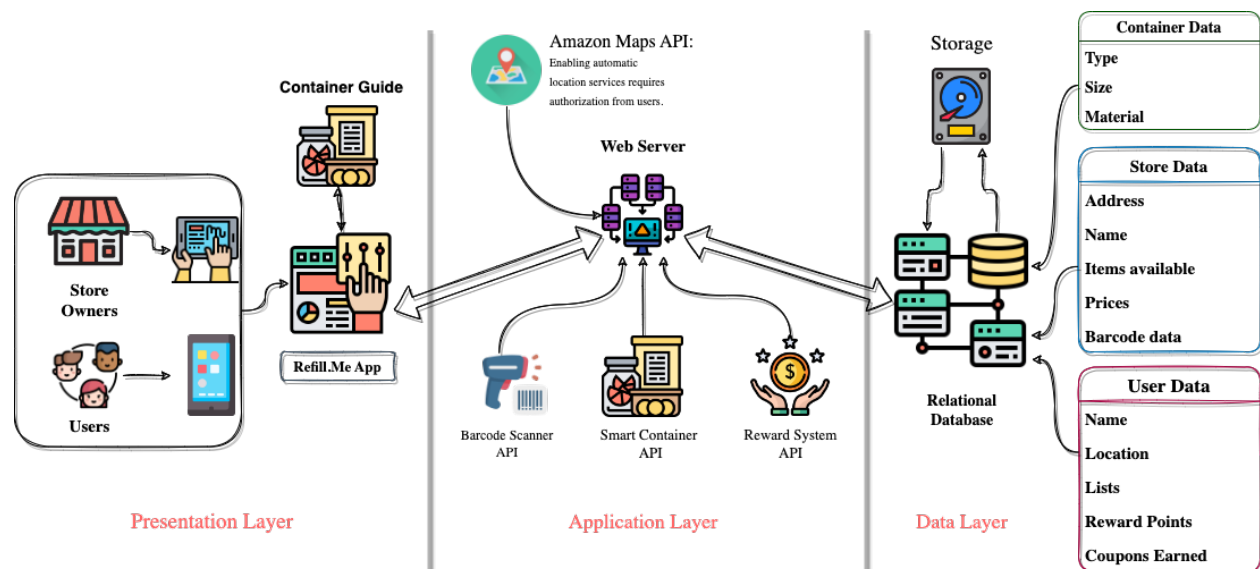 Container Guide
Store
Owners
Users
Refill.Me App
Presentation Layer
Amazon Maps API:
Enabling automatic
location services requires
authorization from users.
Web Server
Barcode Scanner
API
Smart Container
API
Reward System
API
Application Layer
Storage
Relational
Database
Data Layer
Container Data
Type
Size
Material
Store Data
Address
Name
Items available
Prices
Barcode data
User Data
Name
Location
Lists
Reward Points
Coupons Earned